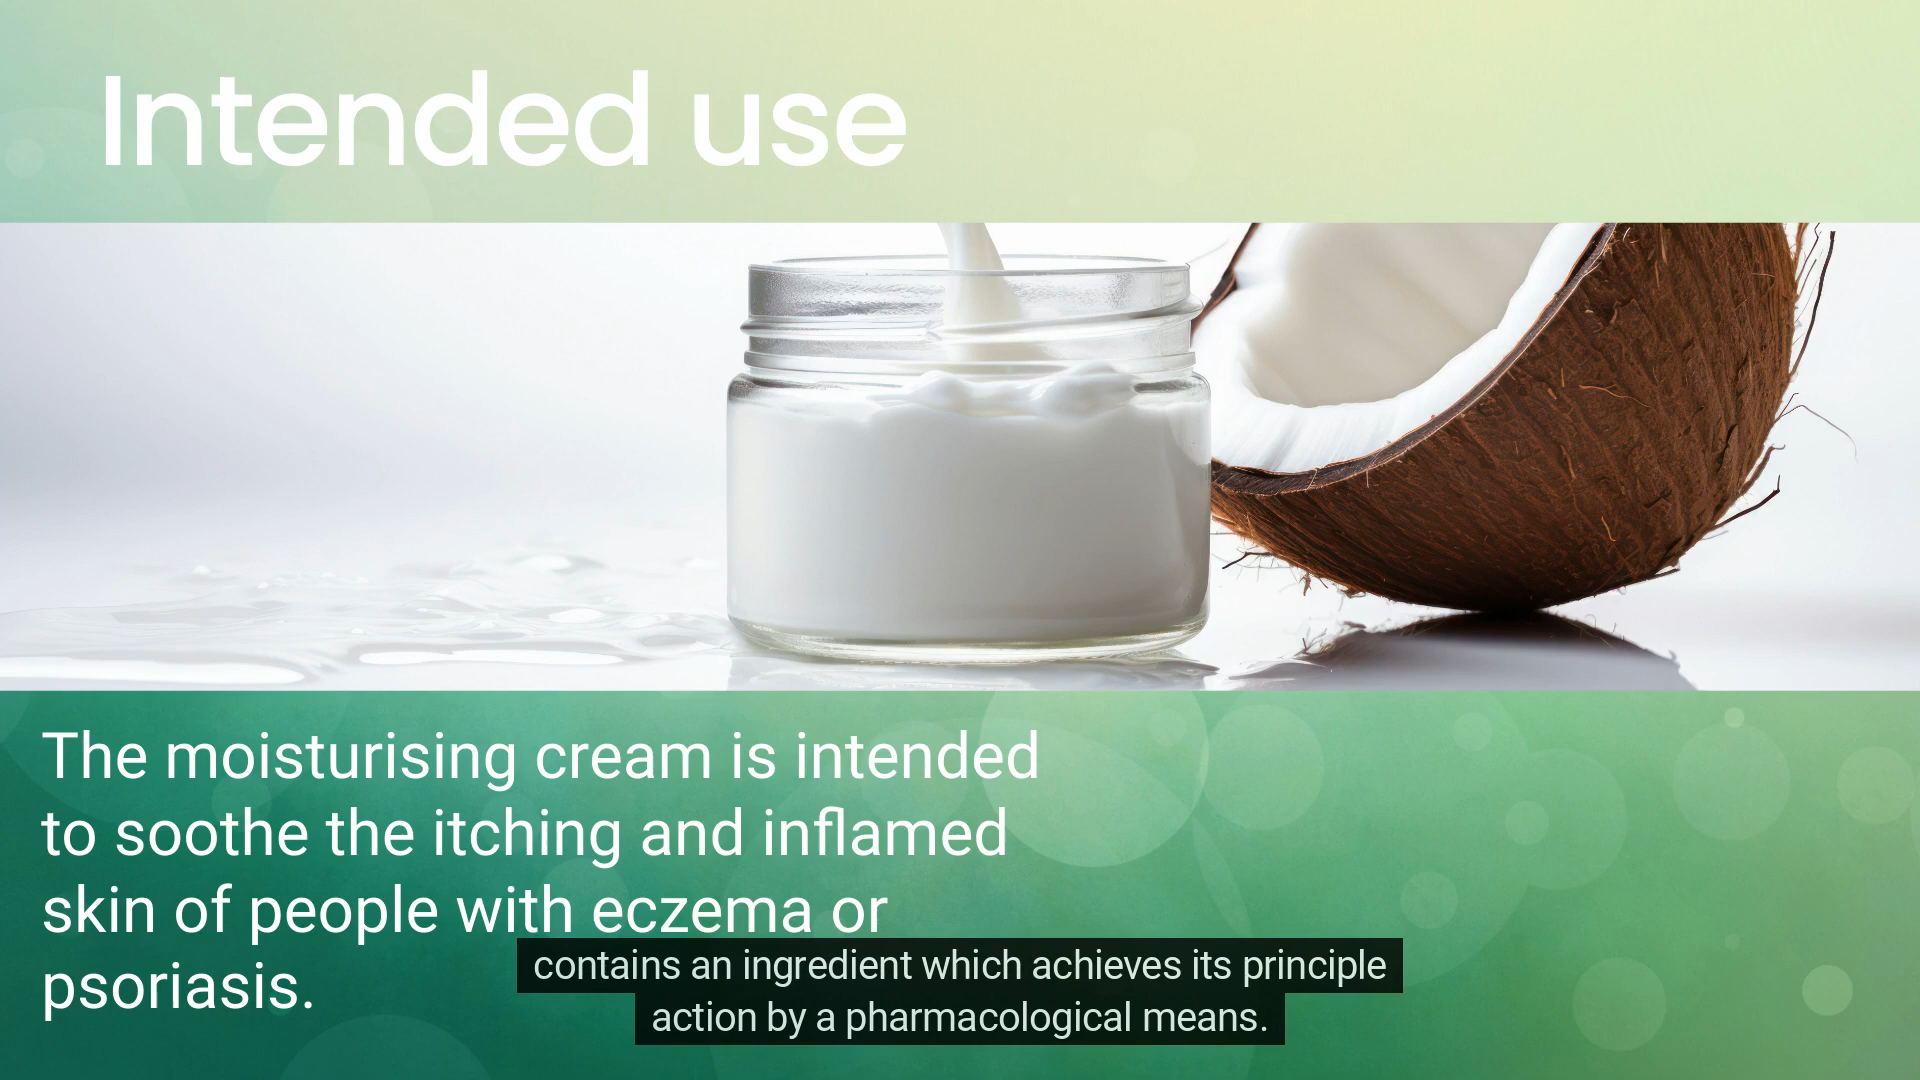 Intended use
The moisturising cream is intended
to soothe the itching and inflamed
skin of people with eczema or
psoriasis.
contains an ingredient which achieves its principle
action by a pharmacological means.